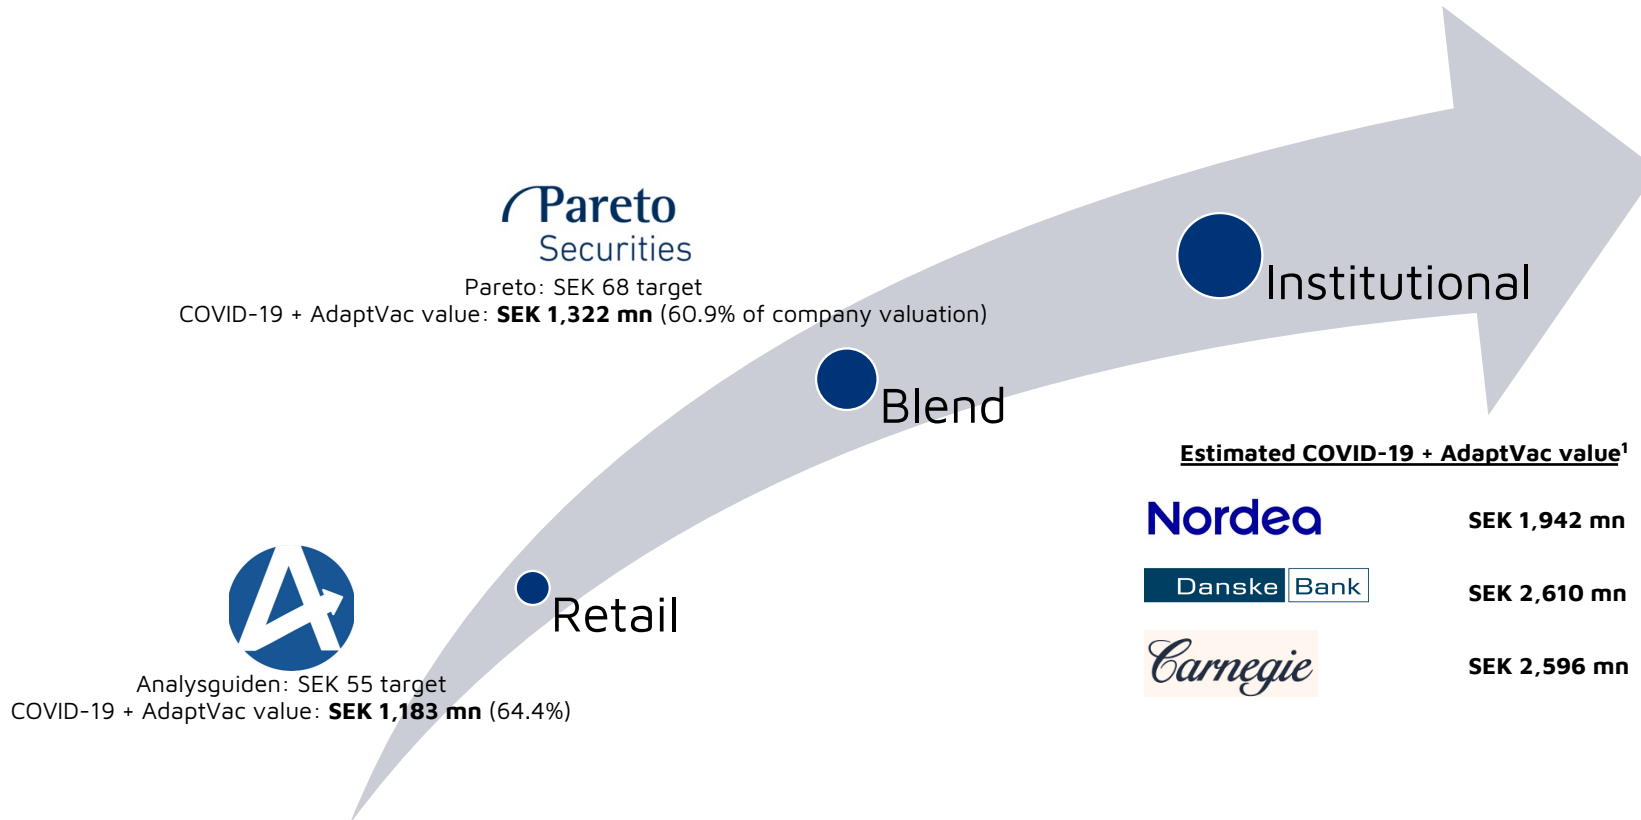 Pareto
Securities
Pareto: SEK 68 target
COVID-19 + AdaptVac value: SEK 1,322 mn (60.9% of company valuation)
Institutional
Blend
Estimated COVID-19 + AdaptVac value¹
Nordea SEK 1,942 mn
Danske Bank SEK 2,610 mn
Carnegie SEK 2,596 mn
Retail
Analysguiden: SEK 55 target
COVID-19 + AdaptVac value: SEK 1,183 mn (64.4%)